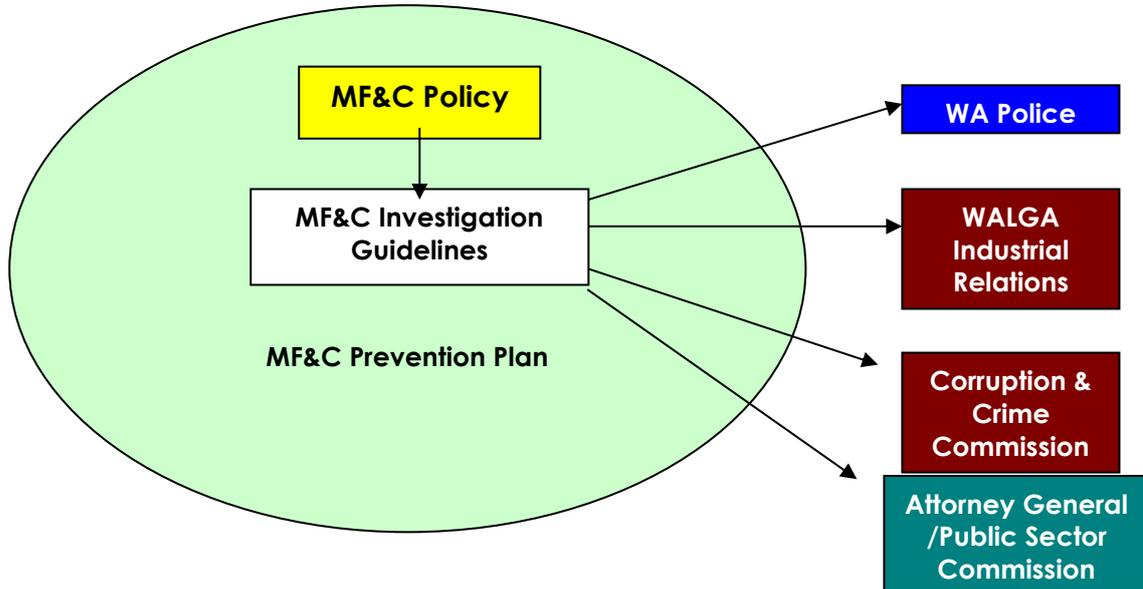 MF&C Policy
MF&C Investigation
Guidelines
MF&C Prevention Plan
WA Police
WALGA
Industrial
Relations
Corruption &
Crime
Commission
Attorney General
/Public Sector
Commission